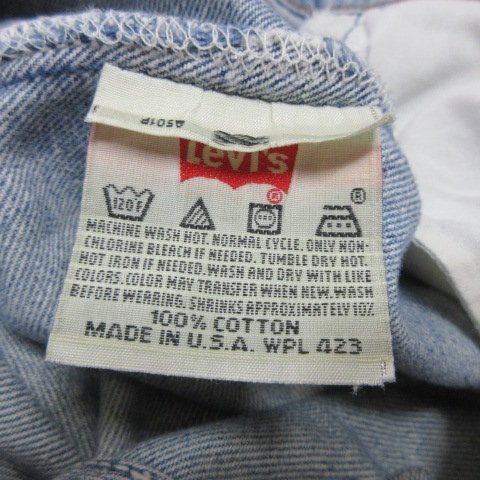 A501P
Levi's
®
120F
®
MACHINE WASH HOT. NORMAL CYCLE. ONLY NON-
CHLORINE BLEACH IF NEEDED. TUMBLE DRY HOT.
HOT IRON IF NEEDED. WASH AND DRY WITH LIKE
COLORS. COLOR MAY TRANSFER WHEN NEW. WASH
BEFORE WEARING. SHRINKS APPROXIMATELY 10%
100% COTTON
MADE IN U.S.A. WPL 423